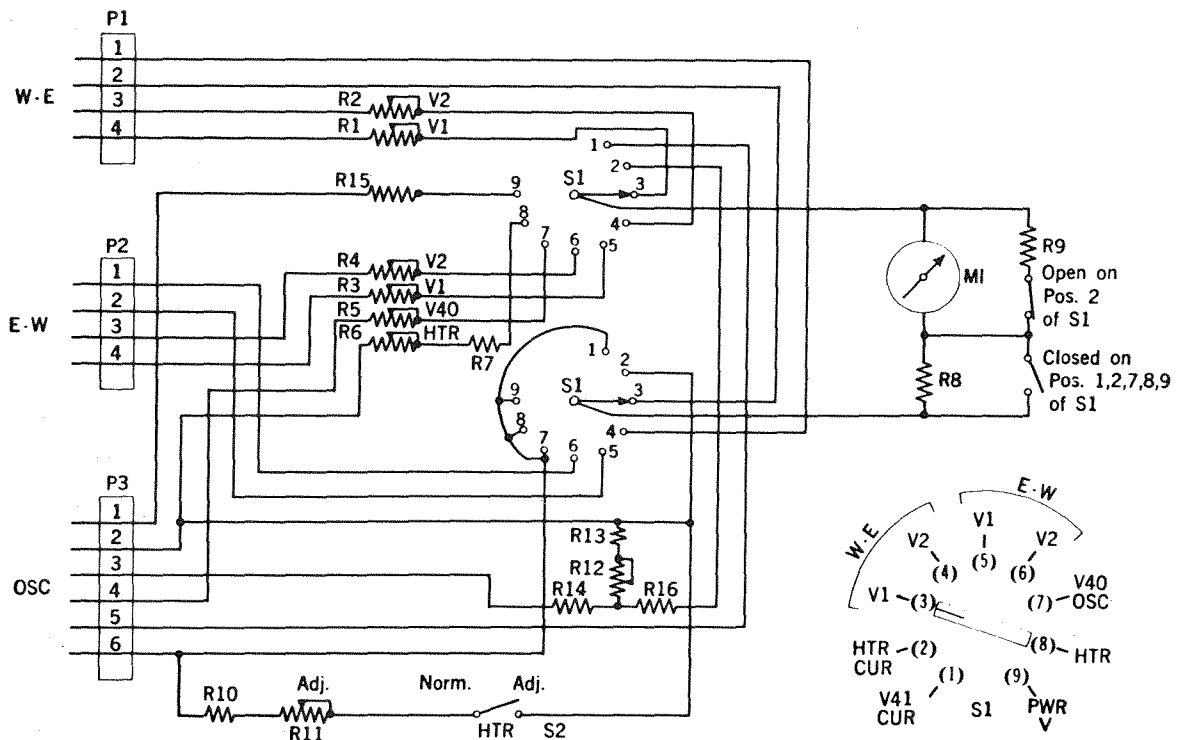 P1
1
2
3
4
W-E
R2 V2
R1 V1
R15
1
2
S1 3
4
5
6
7
8
9
P2
1
2
3
4
E-W
R4 V2
R3 V1
R5 V40
R6 HTR
R7
1
2
S1 3
4
5
6
7
8
9
M1
R9
Open on
Pos. 2
of S1
R8
Closed on
Pos. 1,2,7,8,9
of S1
P3
1
2
3
4
5
6
OSC
R13
R12
R14 R16
R10
Adj.
R11
Norm. Adj.
HTR S2
W-E
E-W
V1 (3)
V2 (4)
V1 (5)
V2 (6)
(7) V40
OSC
(8) HTR
(9) PWR
V
HTR (2)
CUR
V41 (1)
CUR
S1